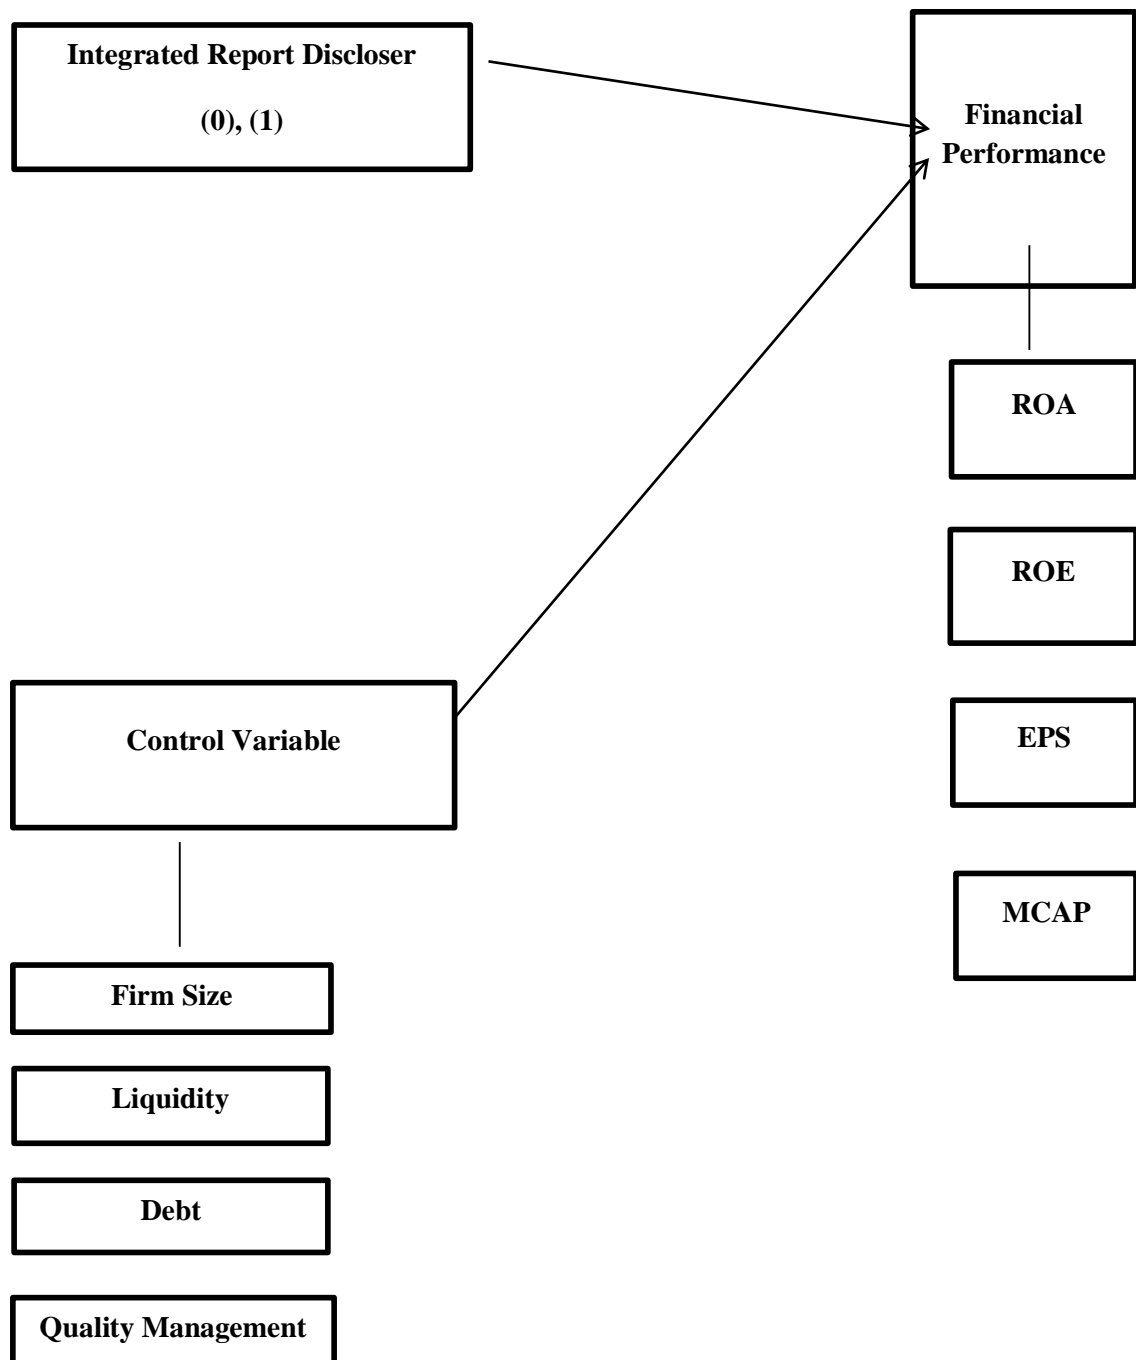 Integrated Report Discloser
(0), (1)
Financial
Performance
ROA
ROE
EPS
MCAP
Control Variable
Firm Size
Liquidity
Debt
Quality Management